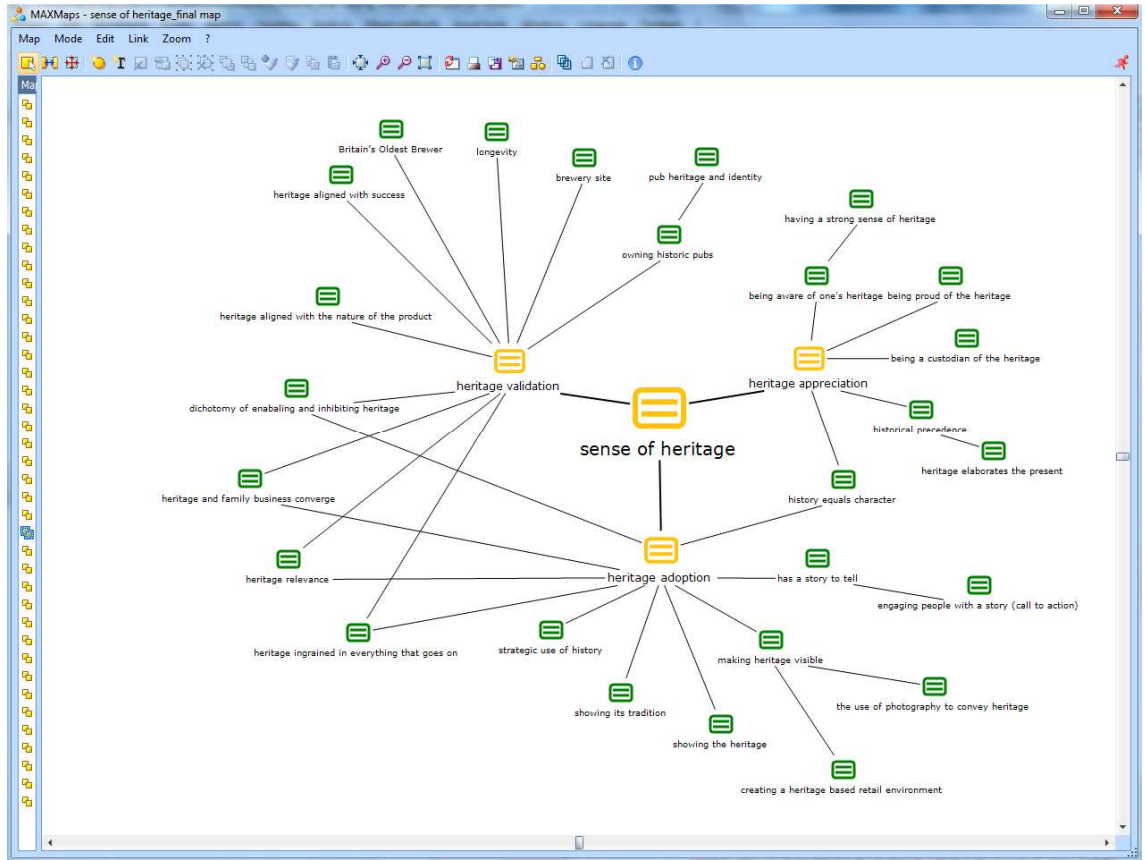 MAXMaps - sense of heritage_final map
Map Mode Edit Link Zoom ?
Britain's Oldest Brewer
longevity
brewery site
pub heritage and identity
heritage aligned with success
having a strong sense of heritage
owning historic pubs
being aware of one's heritage
being proud of the heritage
heritage aligned with the nature of the product
being a custodian of the heritage
heritage validation
heritage appreciation
dichotomy of enabaling and inhibiting heritage
historical precedence
sense of heritage
heritage elaborates the present
heritage and family business converge
history equals character
heritage relevance
heritage adoption
has a story to tell
engaging people with a story (call to action)
heritage ingrained in everything that goes on
strategic use of history
making heritage visible
the use of photography to convey heritage
showing its tradition
showing the heritage
creating a heritage based retail environment